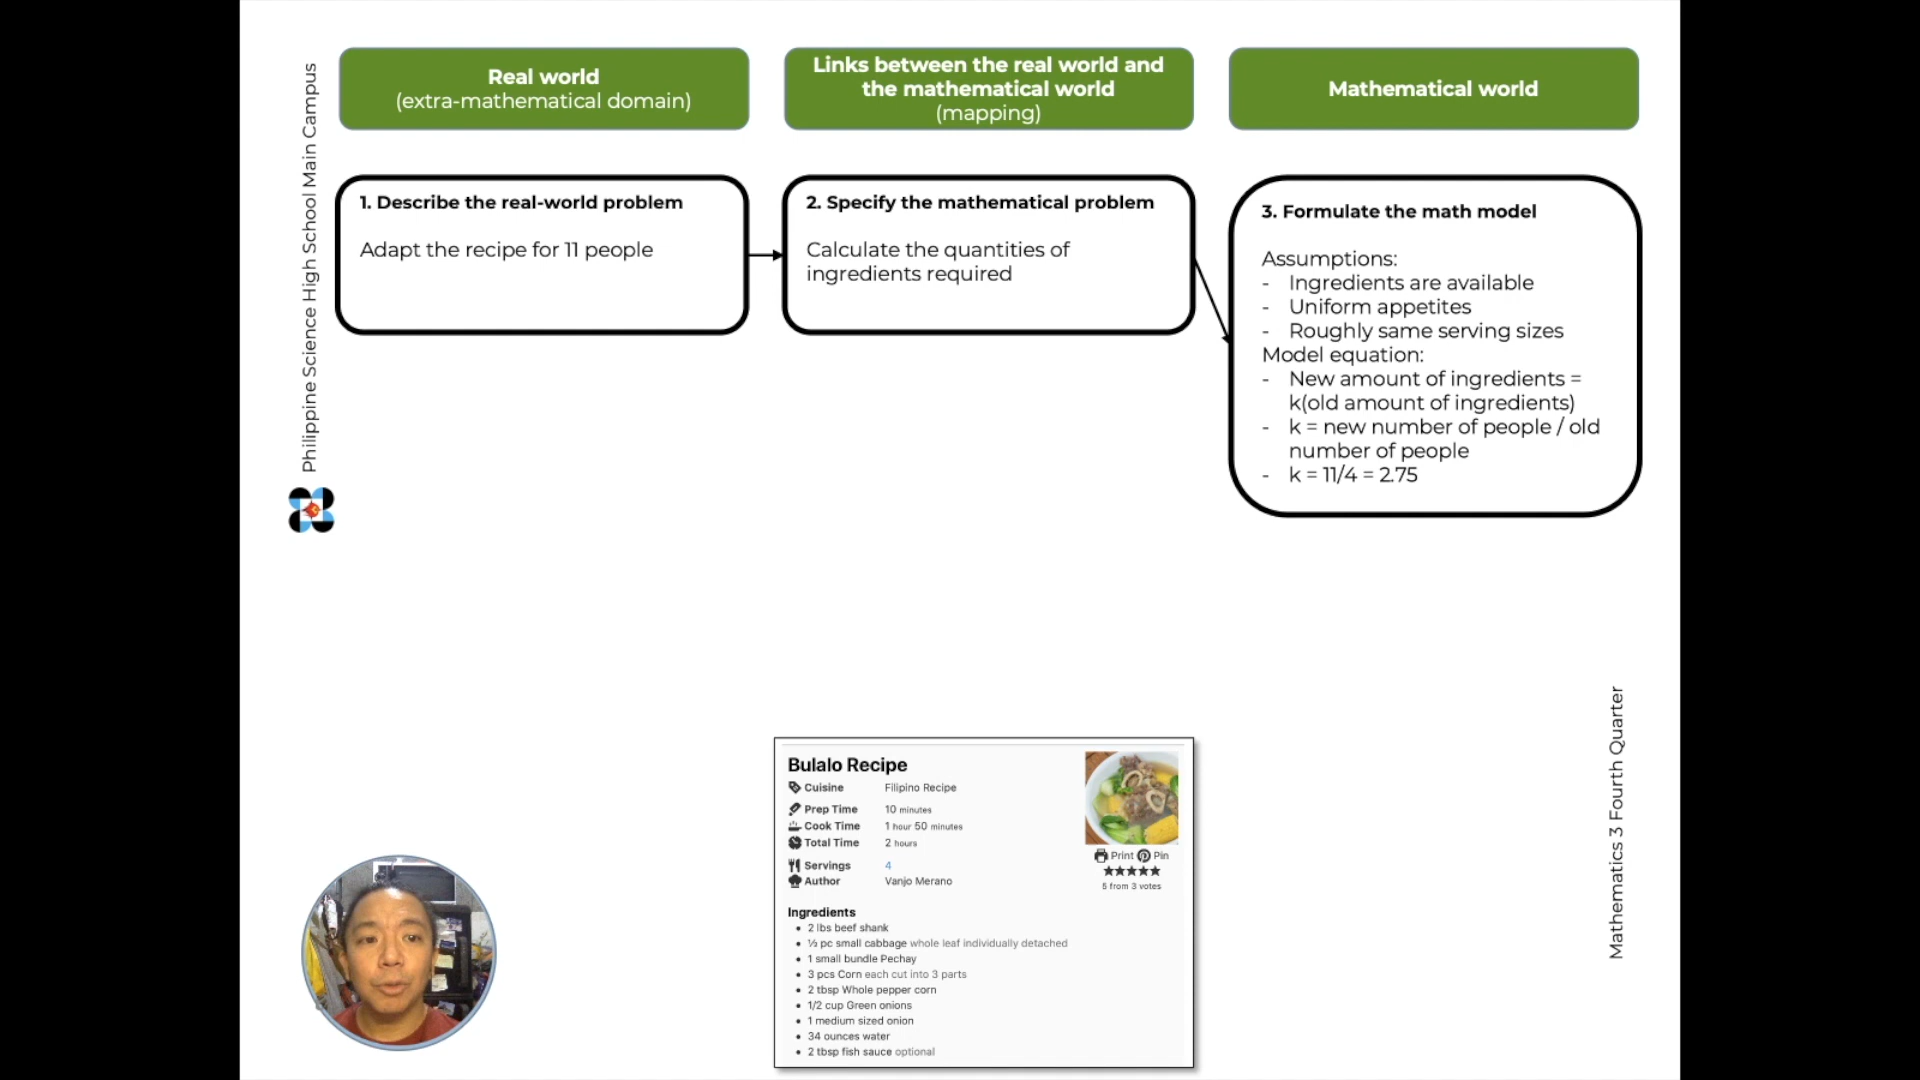 Philippine Science High School Main Campus
Real world
(extra-mathematical domain)
Links between the real world and
the mathematical world
(mapping)
Mathematical world
1. Describe the real-world problem
Adapt the recipe for 11 people
2. Specify the mathematical problem
Calculate the quantities of
ingredients required
3. Formulate the math model
Assumptions:
- Ingredients are available
- Uniform appetites
- Roughly same serving sizes
Model equation:
- New amount of ingredients =
k(old amount of ingredients)
- k = new number of people / old
number of people
- k = 11/4 = 2.75
Bulalo Recipe
Cuisine Filipino Recipe
Prep Time 10 minutes
Cook Time 1 hour 50 minutes
Total Time 2 hours
Servings 4
Author Vanjo Merano
Print Pin
5 from 3 votes
Ingredients
• 2 lbs beef shank
• ½ pc small cabbage whole leaf individually detached
• 1 small bundle Pechay
• 3 pcs Corn each cut into 3 parts
• 2 tbsp Whole pepper corn
• 1/2 cup Green onions
• 1 medium sized onion
• 34 ounces water
• 2 tbsp fish sauce optional
Mathematics 3 Fourth Quarter